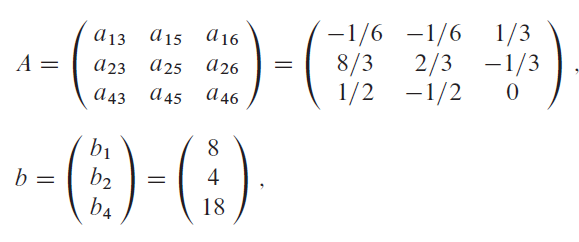 a13 a15 a16 −1/6 −1/6 1/3
A = ( a23 a25 a26 ) = ( 8/3 2/3 −1/3 ) ,
a43 a45 a46 1/2 −1/2 0
b1 8
b = ( b2 ) = ( 4 ) ,
b4 18